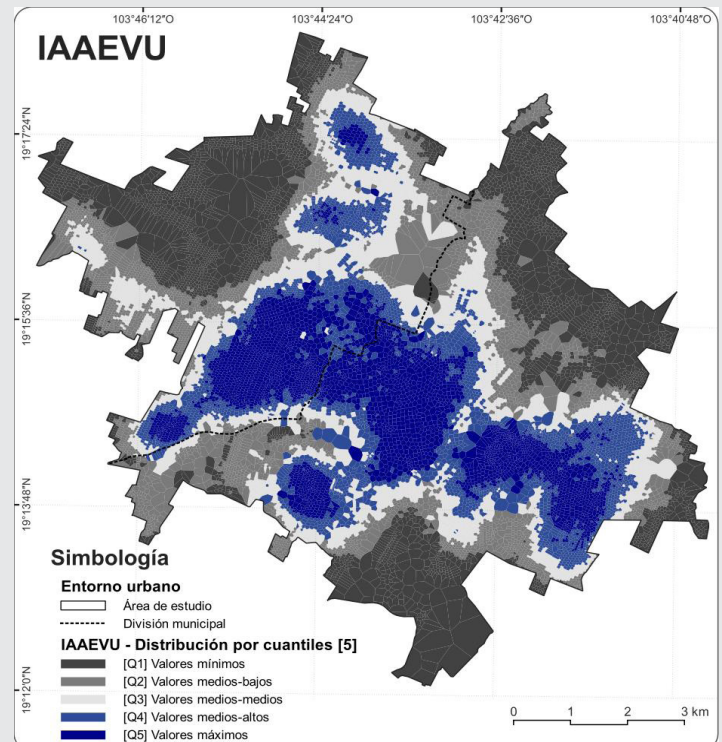 103°46'12"O 103°44'24"O 103°42'36"O 103°40'48"O
IAAEVU
19°17'24"N
19°15'36"N
19°13'48"N
19°12'0"N
Simbología
Entorno urbano
Área de estudio
División municipal
IAAEVU - Distribución por cuantiles [5]
[Q1] Valores mínimos
[Q2] Valores medios-bajos
[Q3] Valores medios-medios
[Q4] Valores medios-altos
[Q5] Valores máximos
0 1 2 3 km